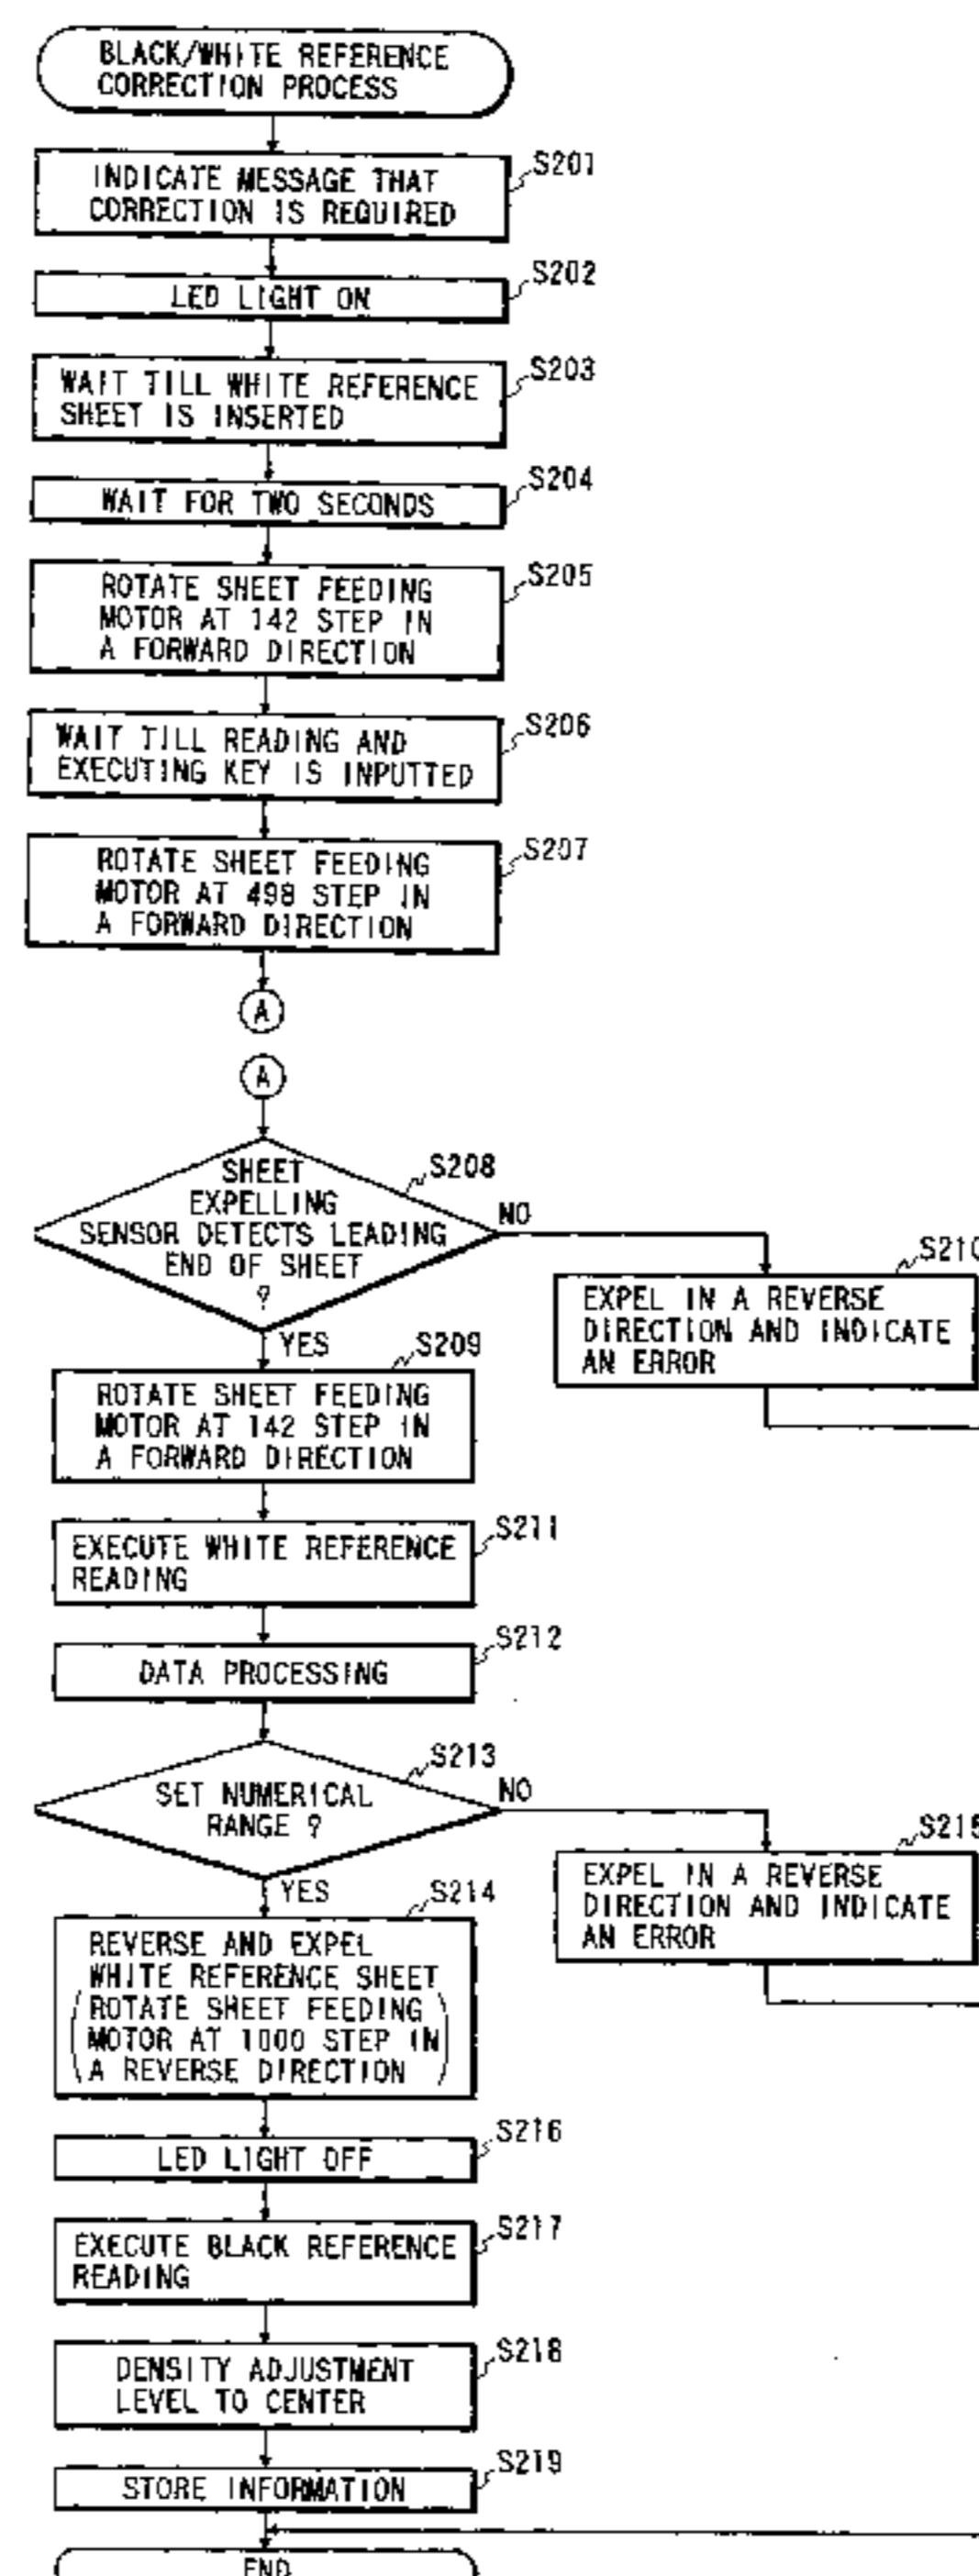 BLACK/WHITE REFERENCE
CORRECTION PROCESS
S201
INDICATE MESSAGE THAT
CORRECTION IS REQUIRED
S202
LED LIGHT ON
S203
WAIT TILL WHITE REFERENCE
SHEET IS INSERTED
S204
WAIT FOR TWO SECONDS
S205
ROTATE SHEET FEEDING
MOTOR AT 142 STEP IN
A FORWARD DIRECTION
S206
WAIT TILL READING AND
EXECUTING KEY IS INPUTTED
S207
ROTATE SHEET FEEDING
MOTOR AT 498 STEP IN
A FORWARD DIRECTION
A
A
S208
SHEET
EXPELLING
SENSOR DETECTS LEADING
END OF SHEET
?
NO
YES
S210
EXPEL IN A REVERSE
DIRECTION AND INDICATE
AN ERROR
S209
ROTATE SHEET FEEDING
MOTOR AT 142 STEP IN
A FORWARD DIRECTION
S211
EXECUTE WHITE REFERENCE
READING
S212
DATA PROCESSING
S213
SET NUMERICAL
RANGE ?
NO
YES
S215
EXPEL IN A REVERSE
DIRECTION AND INDICATE
AN ERROR
S214
REVERSE AND EXPEL
WHITE REFERENCE SHEET
(ROTATE SHEET FEEDING
MOTOR AT 1000 STEP IN
A REVERSE DIRECTION)
S216
LED LIGHT OFF
S217
EXECUTE BLACK REFERENCE
READING
S218
DENSITY ADJUSTMENT
LEVEL TO CENTER
S219
STORE INFORMATION
END